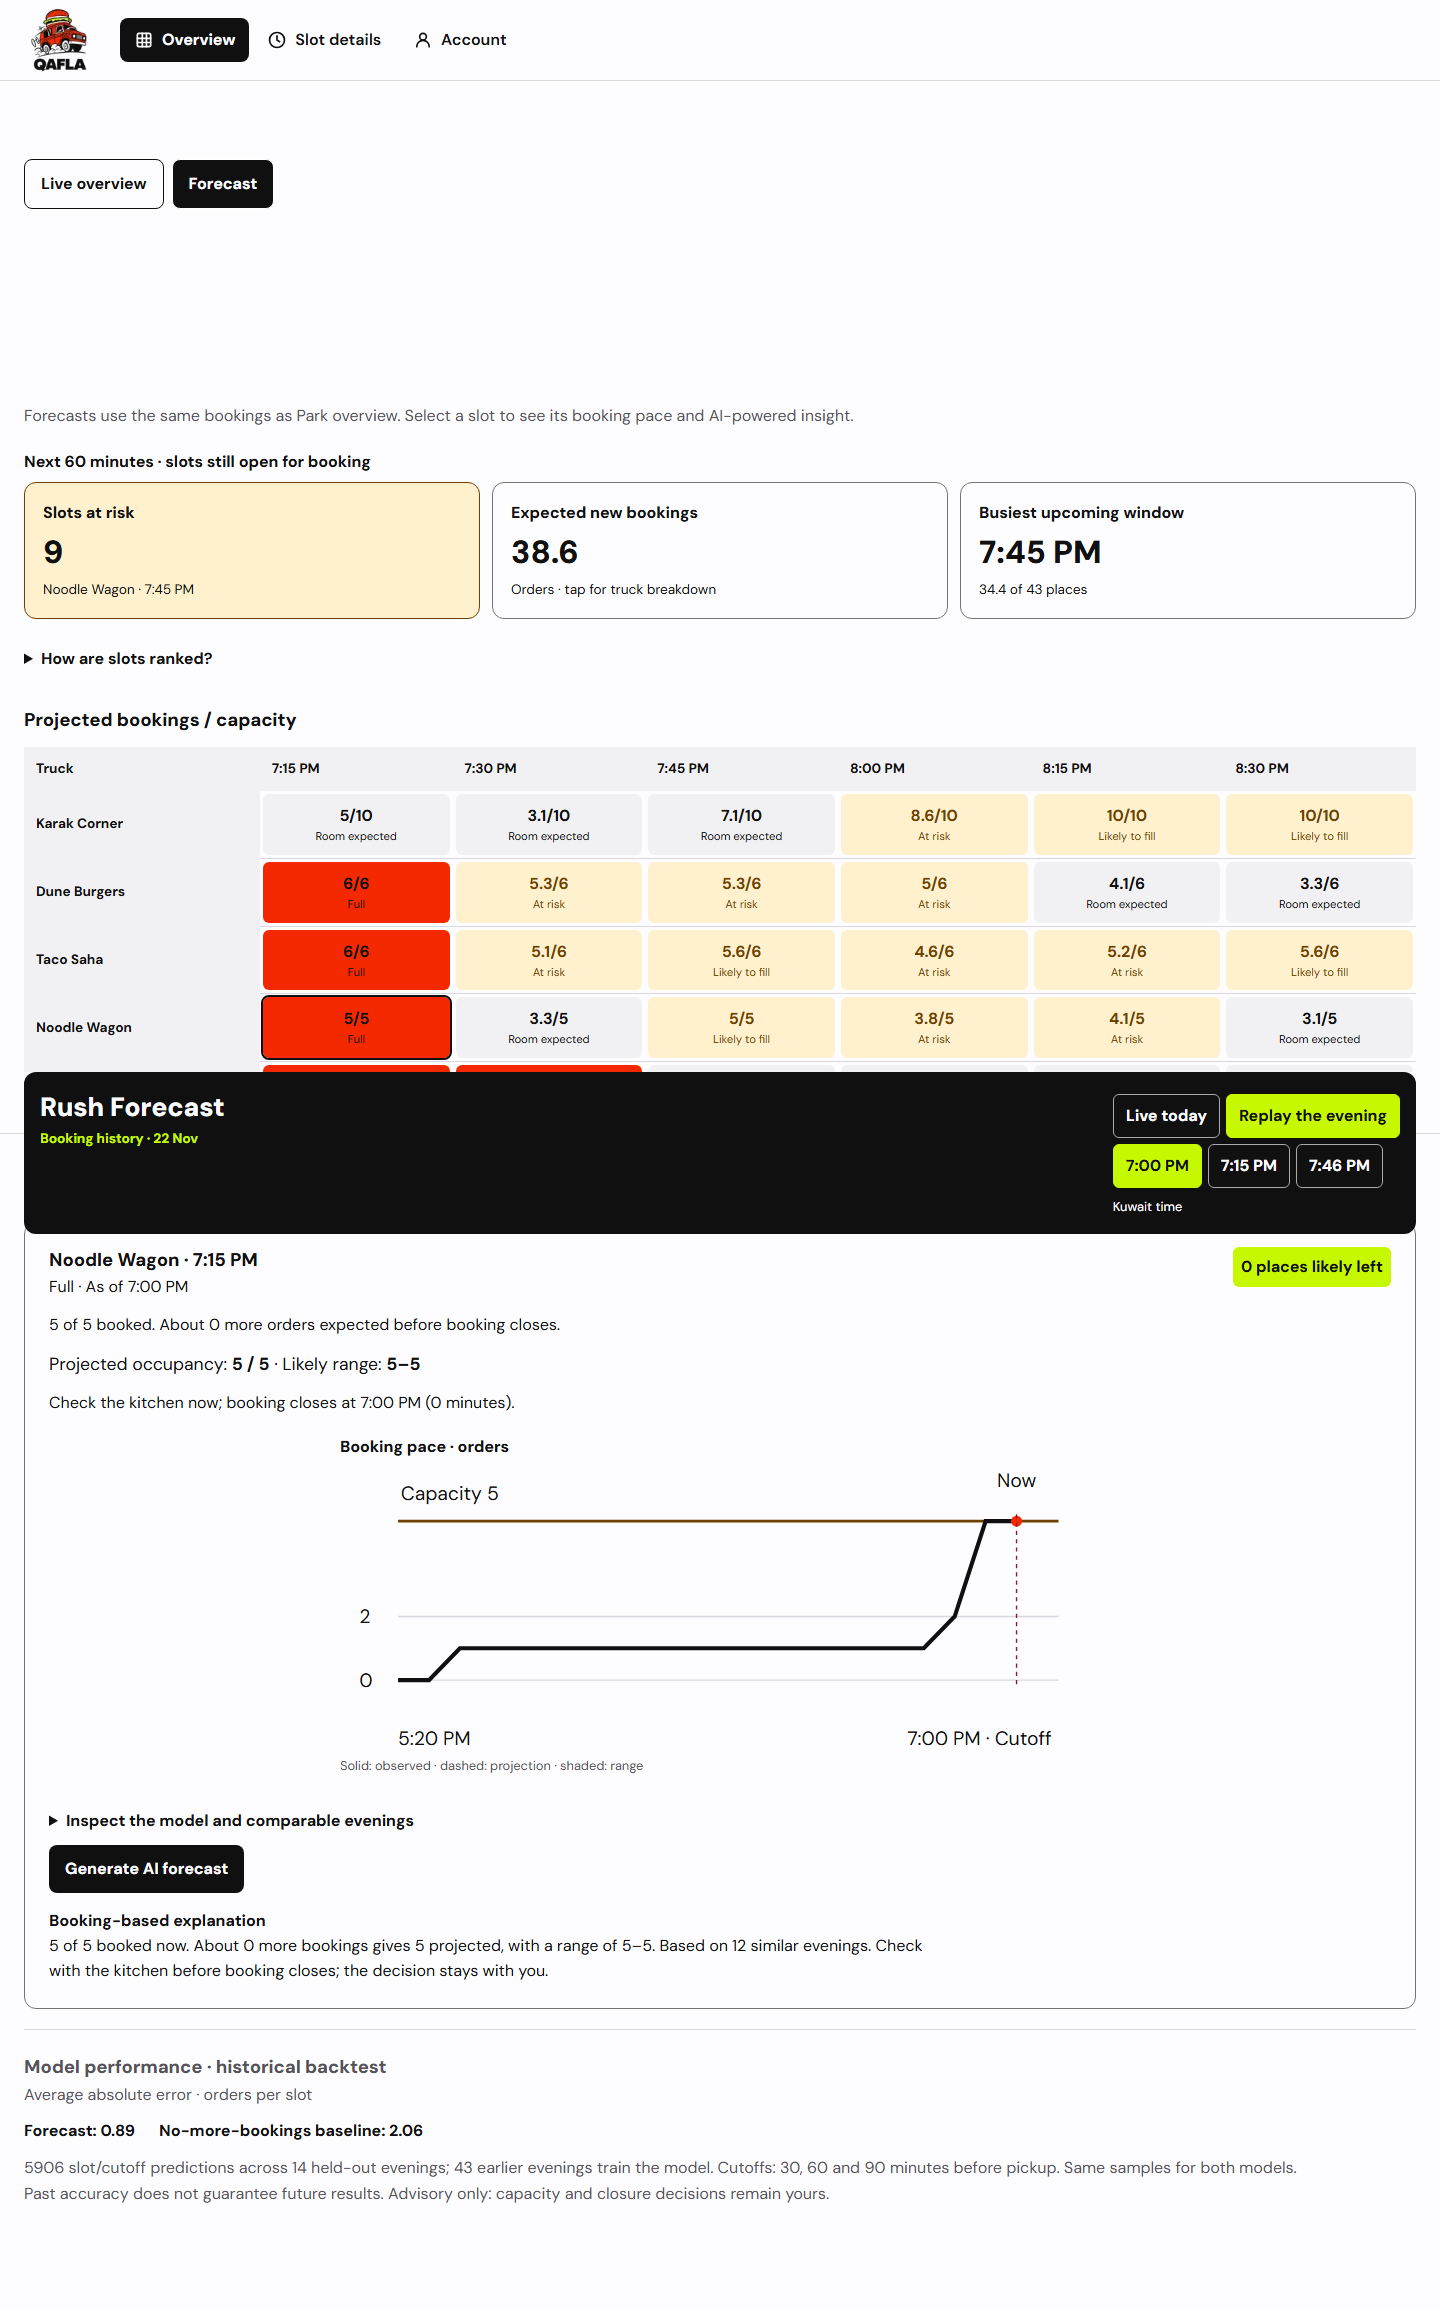 QAFLA
Overview
Slot details
Account
Live overview
Forecast
Forecasts use the same bookings as Park overview. Select a slot to see its booking pace and AI-powered insight.
Next 60 minutes · slots still open for booking
Slots at risk
9
Noodle Wagon · 7:45 PM
Expected new bookings
38.6
Orders · tap for truck breakdown
Busiest upcoming window
7:45 PM
34.4 of 43 places
How are slots ranked?
Projected bookings / capacity
Truck 7:15 PM 7:30 PM 7:45 PM 8:00 PM 8:15 PM 8:30 PM
Karak Corner
5/10 3.1/10 7.1/10 8.6/10 10/10 10/10
Room expected Room expected Room expected At risk Likely to fill Likely to fill
Dune Burgers
6/6 5.3/6 5.3/6 5/6 4.1/6 3.3/6
Full At risk At risk At risk Room expected Room expected
Taco Saha
6/6 5.1/6 5.6/6 4.6/6 5.2/6 5.6/6
Full At risk Likely to fill At risk At risk Likely to fill
Noodle Wagon
5/5 3.3/5 5/5 3.8/5 4.1/5 3.1/5
Full Room expected Likely to fill At risk At risk Room expected
Rush Forecast
Booking history · 22 Nov
Live today
Replay the evening
7:00 PM 7:15 PM 7:46 PM
Kuwait time
Noodle Wagon · 7:15 PM
Full · As of 7:00 PM
0 places likely left
5 of 5 booked. About 0 more orders expected before booking closes.
Projected occupancy: 5 / 5 · Likely range: 5–5
Check the kitchen now; booking closes at 7:00 PM (0 minutes).
Booking pace · orders
Now
Capacity 5
2
0
5:20 PM
7:00 PM · Cutoff
Solid: observed · dashed: projection · shaded: range
Inspect the model and comparable evenings
Generate AI forecast
Booking-based explanation
5 of 5 booked now. About 0 more bookings gives 5 projected, with a range of 5–5. Based on 12 similar evenings. Check
with the kitchen before booking closes; the decision stays with you.
Model performance · historical backtest
Average absolute error · orders per slot
Forecast: 0.89 No-more-bookings baseline: 2.06
5906 slot/cutoff predictions across 14 held-out evenings; 43 earlier evenings train the model. Cutoffs: 30, 60 and 90 minutes before pickup. Same samples for both models.
Past accuracy does not guarantee future results. Advisory only: capacity and closure decisions remain yours.